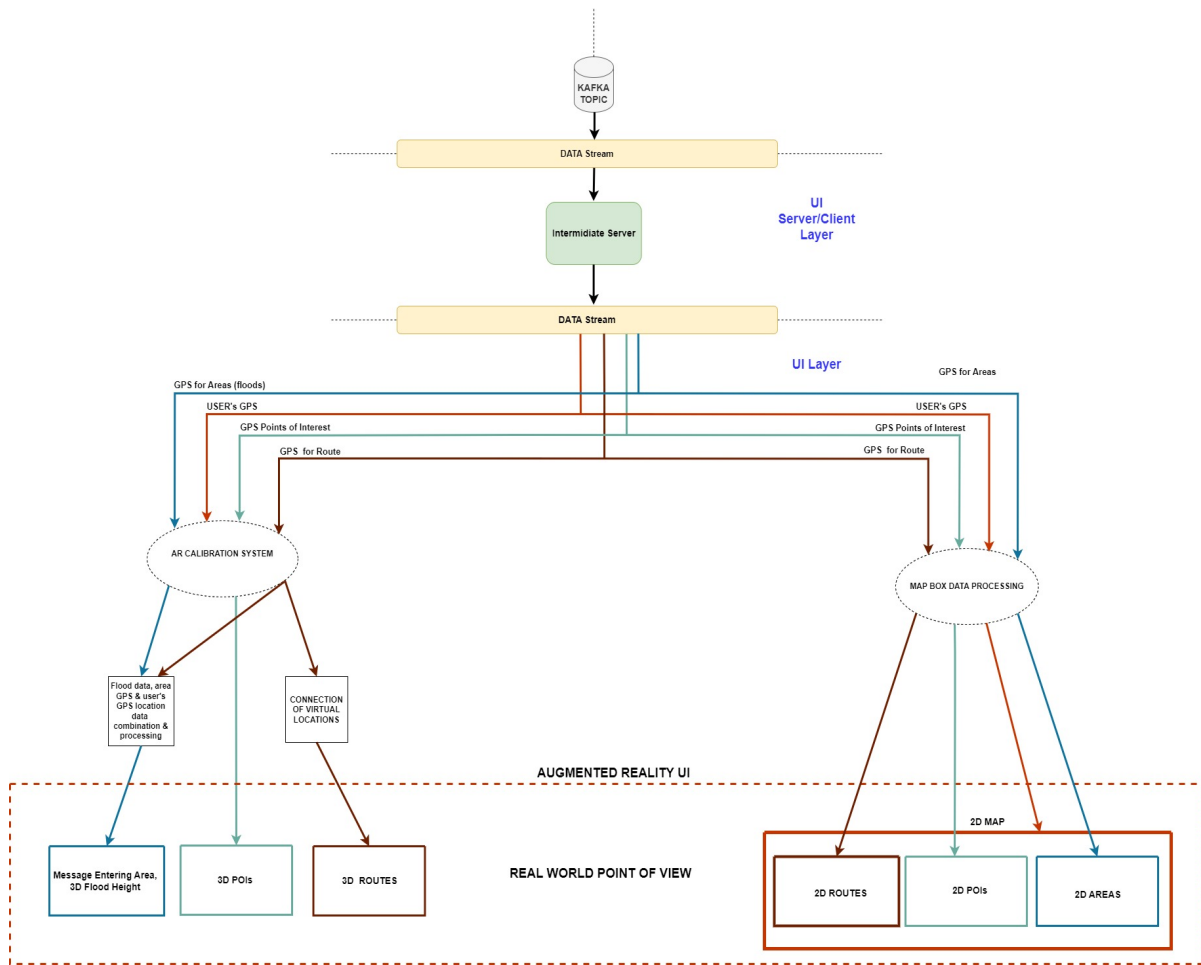 KAFKA
TOPIC
DATA Stream
UI
Server/Client
Layer
Intermidiate Server
DATA Stream
UI Layer
GPS for Areas (floods)
GPS for Areas
USER's GPS
USER's GPS
GPS Points of Interest
GPS Points of Interest
GPS for Route
GPS for Route
AR CALIBRATION SYSTEM
MAP BOX DATA PROCESSING
Flood data, area
GPS & user's
GPS location
data
combination &
processing
CONNECTION
OF VIRTUAL
LOCATIONS
AUGMENTED REALITY UI
2D MAP
Message Entering Area,
3D Flood Height
3D POIs
3D ROUTES
REAL WORLD POINT OF VIEW
2D ROUTES
2D POIs
2D AREAS